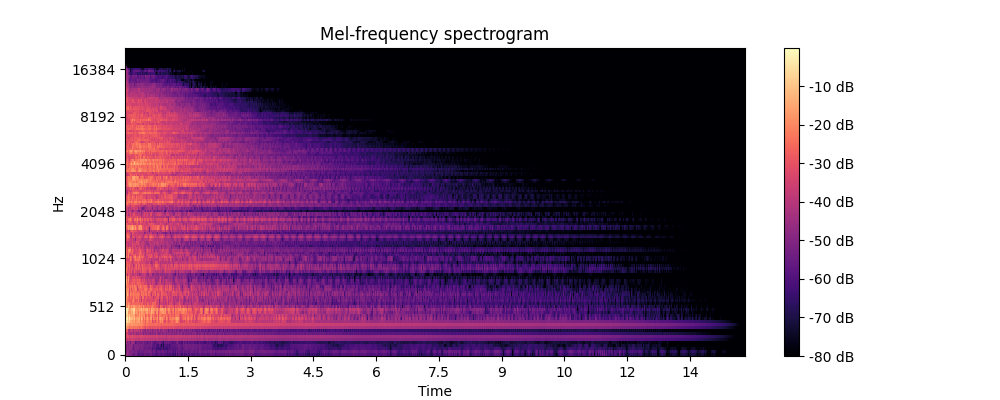 Mel-frequency spectrogram
16384
8192
4096
2048
1024
512
0
Hz
0 1.5 3 4.5 6 7.5 9 10 12 14
Time
-10 dB
-20 dB
-30 dB
-40 dB
-50 dB
-60 dB
-70 dB
-80 dB